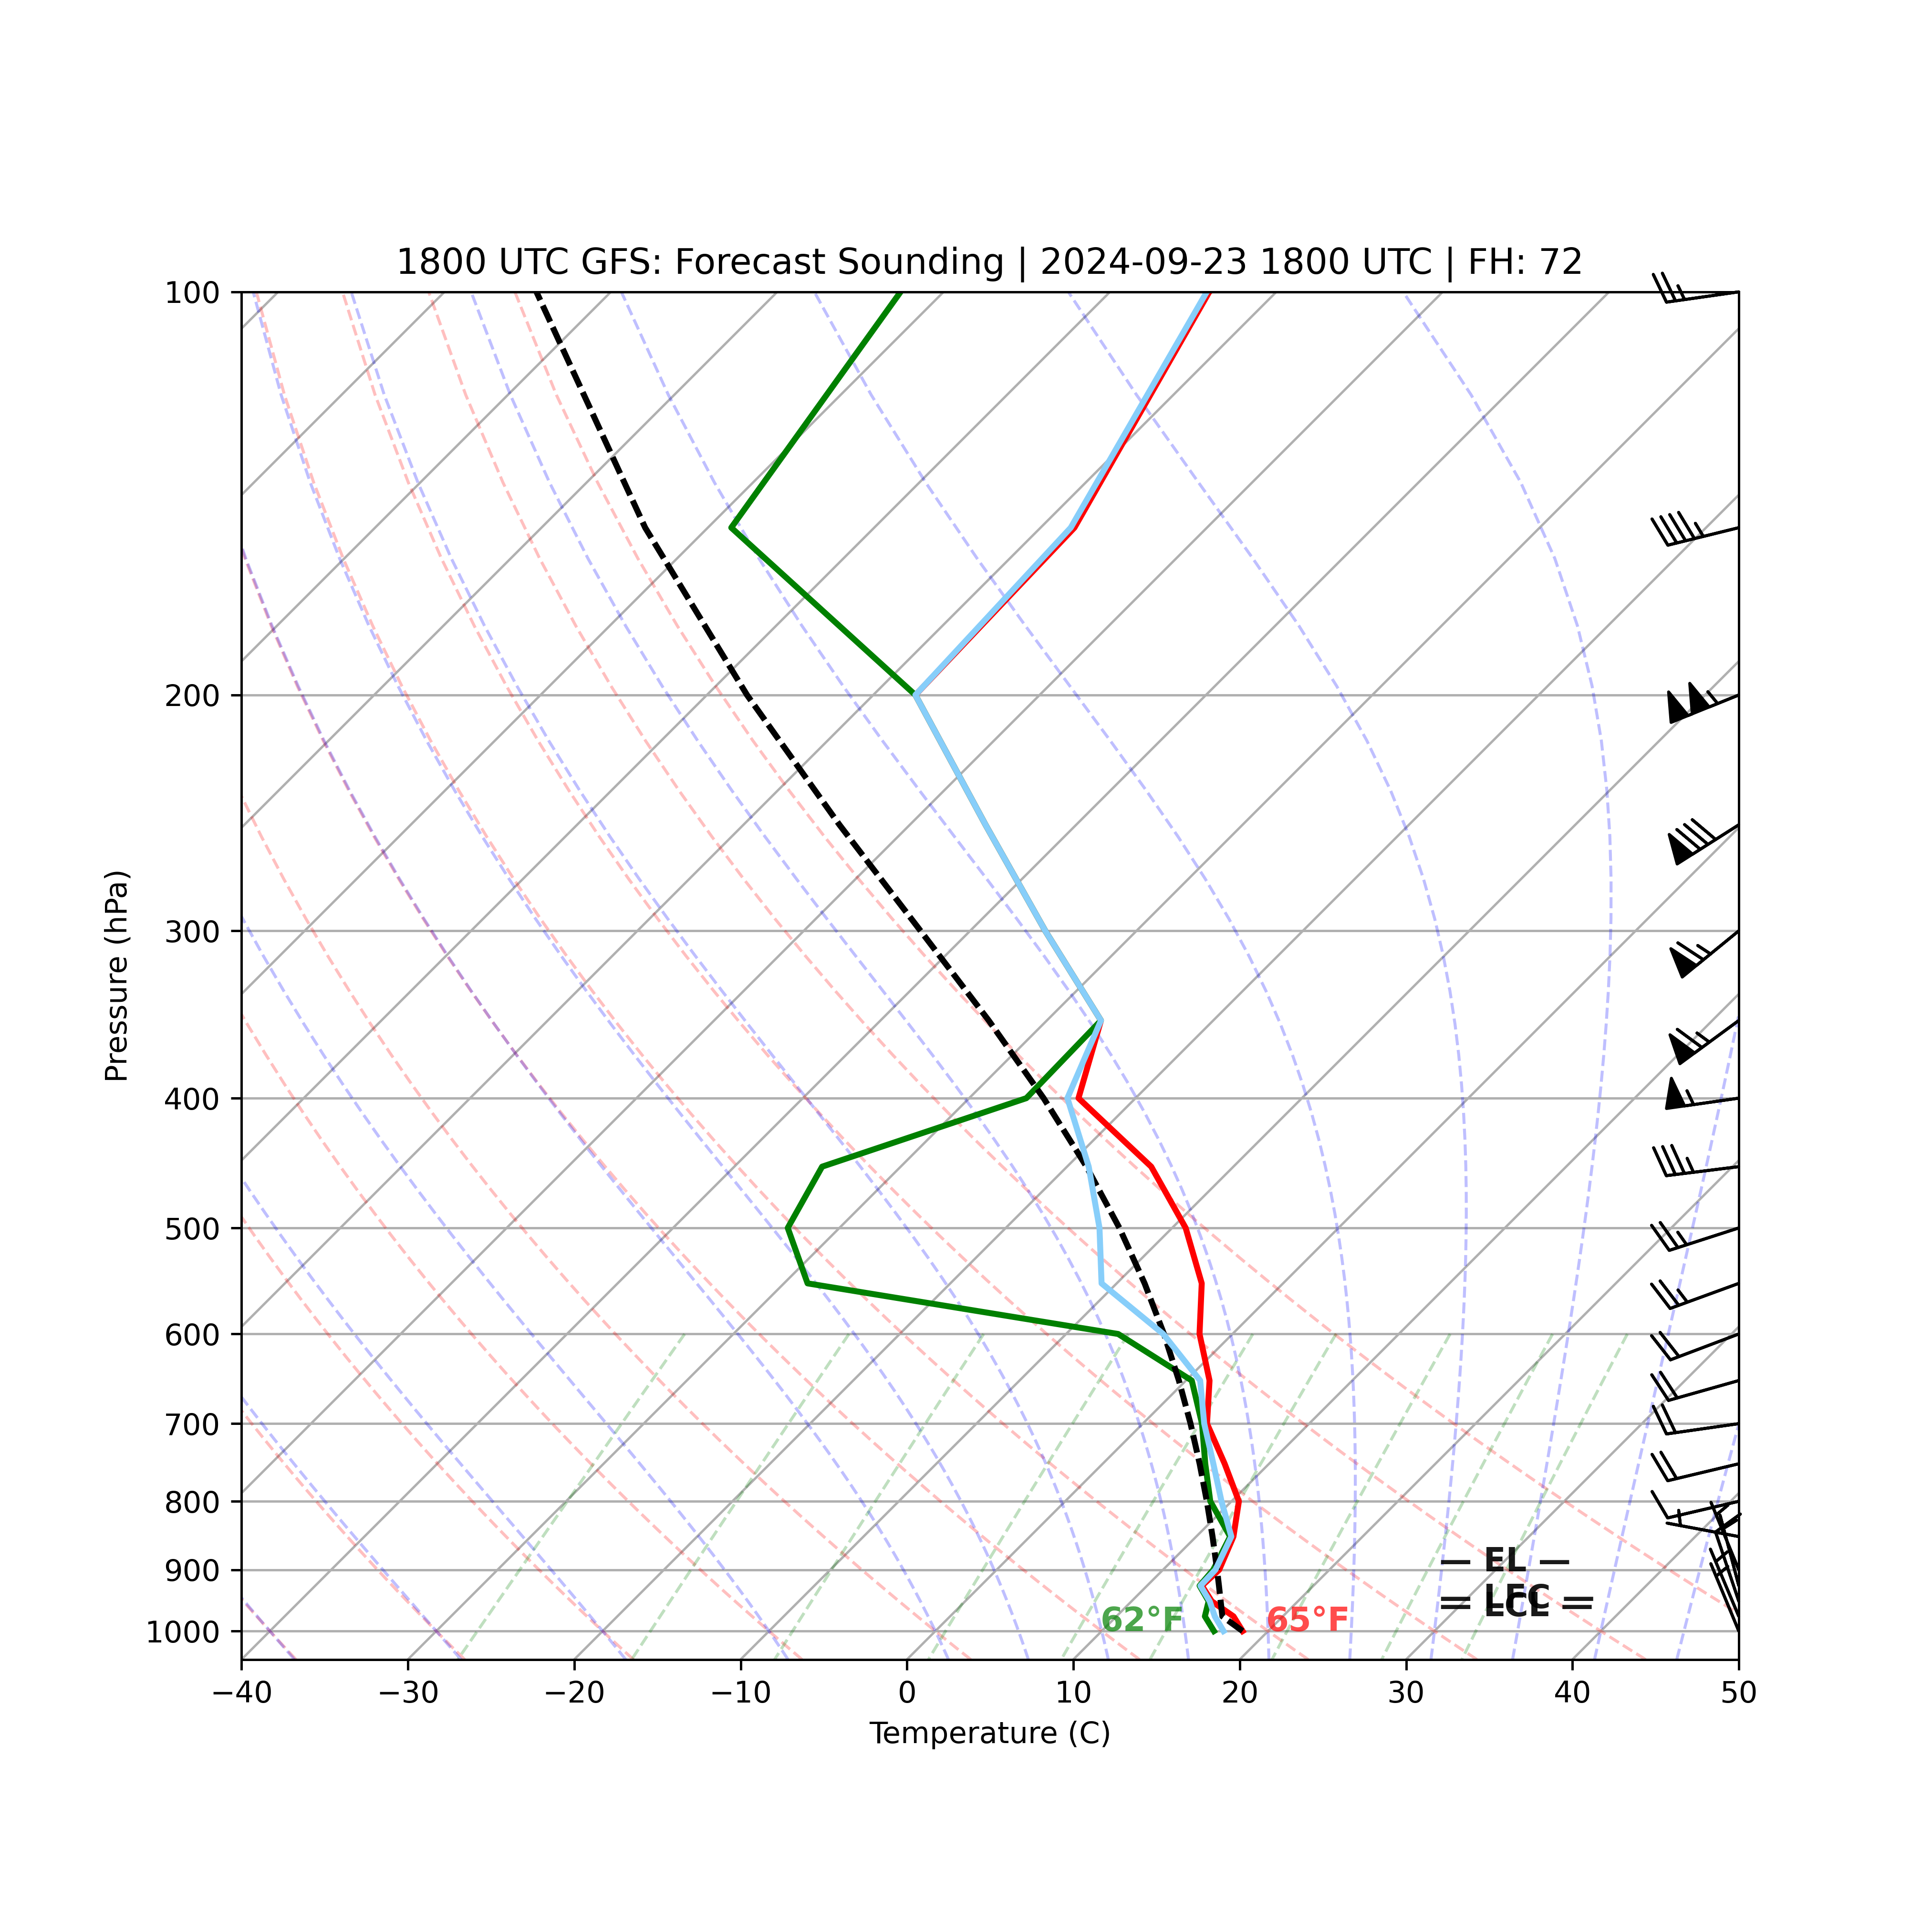 1800 UTC GFS: Forecast Sounding | 2024-09-23 1800 UTC | FH: 72
100
200
300
400
500
600
700
800
900
1000
Pressure (hPa)
— EL —
— LFC —
— LCL —
62°F
65°F
−40 −30 −20 −10 0 10 20 30 40 50
Temperature (C)